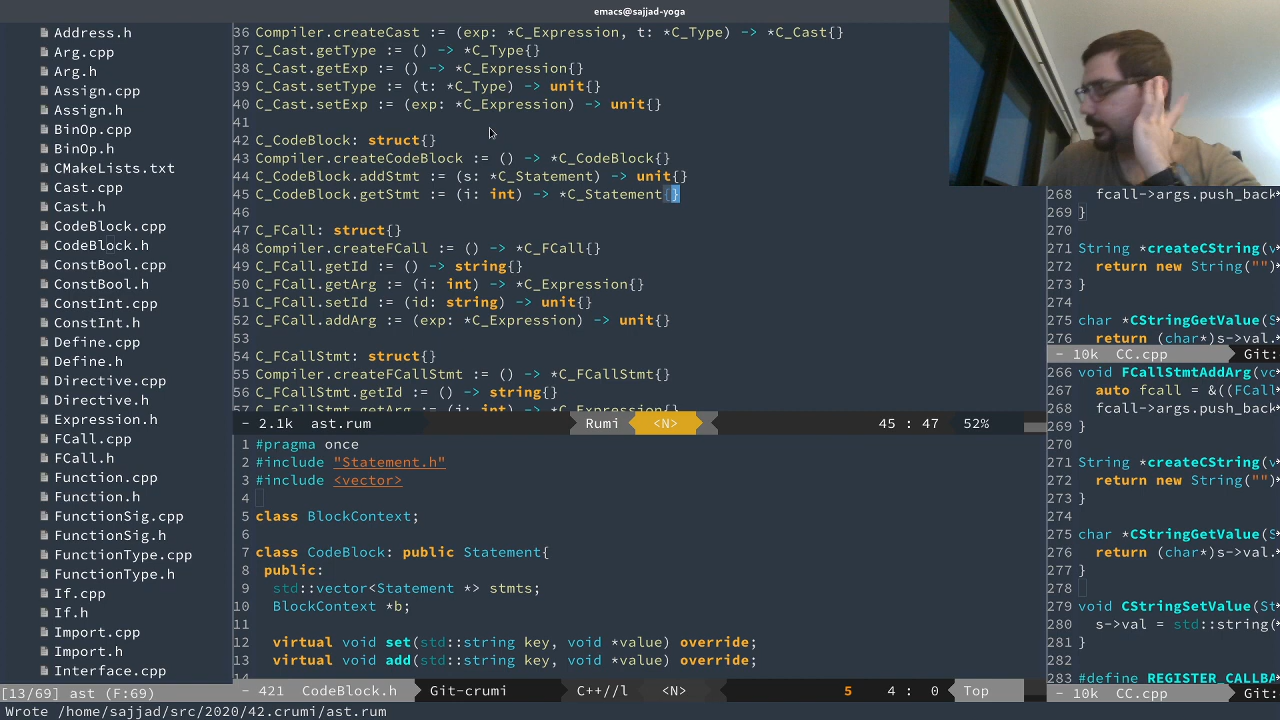 emacs@sajjad-yoga
Address.h
Arg.cpp
Arg.h
Assign.cpp
Assign.h
BinOp.cpp
BinOp.h
CMakeLists.txt
Cast.cpp
Cast.h
CodeBlock.cpp
CodeBlock.h
ConstBool.cpp
ConstBool.h
ConstInt.cpp
ConstInt.h
Define.cpp
Define.h
Directive.cpp
Directive.h
Expression.h
FCall.cpp
FCall.h
Function.cpp
Function.h
FunctionSig.cpp
FunctionSig.h
FunctionType.cpp
FunctionType.h
If.cpp
If.h
Import.cpp
Import.h
Interface.cpp
[13/69] ast (F:69)
36 Compiler.createCast := (exp: *C_Expression, t: *C_Type) -> *C_Cast{}
37 C_Cast.getType := () -> *C_Type{}
38 C_Cast.getExp := () -> *C_Expression{}
39 C_Cast.setType := (t: *C_Type) -> unit{}
40 C_Cast.setExp := (exp: *C_Expression) -> unit{}
41
42 C_CodeBlock: struct{}
43 Compiler.createCodeBlock := () -> *C_CodeBlock{}
44 C_CodeBlock.addStmt := (s: *C_Statement) -> unit{}
45 C_CodeBlock.getStmt := (i: int) -> *C_Statement{}
46
47 C_FCall: struct{}
48 Compiler.createFCall := () -> *C_FCall{}
49 C_FCall.getId := () -> string{}
50 C_FCall.getArg := (i: int) -> *C_Expression{}
51 C_FCall.setId := (id: string) -> unit{}
52 C_FCall.addArg := (exp: *C_Expression) -> unit{}
53
54 C_FCallStmt: struct{}
55 Compiler.createFCallStmt := () -> *C_FCallStmt{}
56 C_FCallStmt.getId := () -> string{}
57 C_FCallStmt.getArg := (i: int) -> *C_Expression{}
- 2.1k ast.rum Rumi <N> 45 : 47 52%
1 #pragma once
2 #include "Statement.h"
3 #include <vector>
4
5 class BlockContext;
6
7 class CodeBlock: public Statement{
8 public:
9 std::vector<Statement *> stmts;
10 BlockContext *b;
11
12 virtual void set(std::string key, void *value) override;
13 virtual void add(std::string key, void *value) override;
- 421 CodeBlock.h Git-crumi C++//l <N> 5 4 : 0 Top
268 fcall->args.push_back
269 }
270
271 String *createCString(v
272 return new String("")
273 }
274
275 char *CStringGetValue(S
276 return (char*)s->val.
- 10k CC.cpp Git:
266 void FCallStmtAddArg(vo
267 auto fcall = &((FCall
268 fcall->args.push_back
269 }
270
271 String *createCString(v
272 return new String("")
273 }
274
275 char *CStringGetValue(S
276 return (char*)s->val.
277 }
278
279 void CStringSetValue(St
280 s->val = std::string(
281 }
282
283 #define REGISTER_CALLBA
- 10k CC.cpp Git:
Wrote /home/sajjad/src/2020/42.crumi/ast.rum